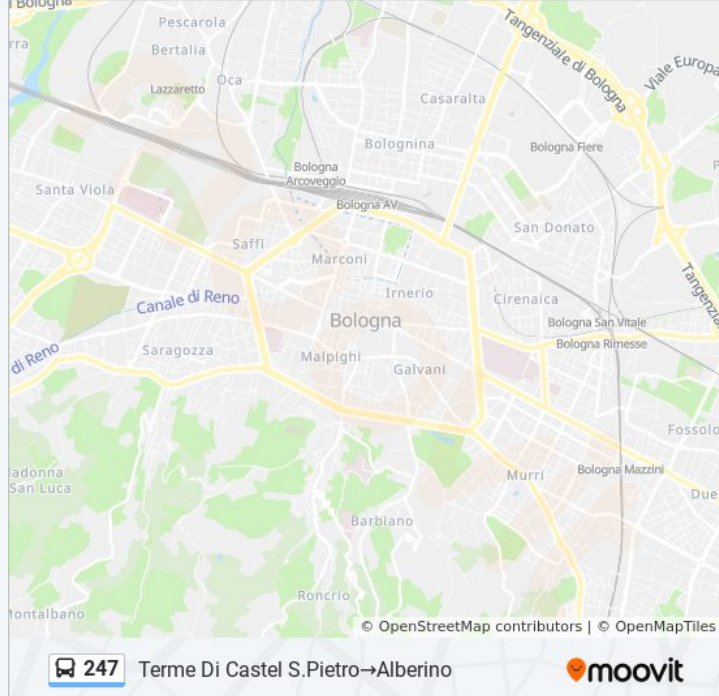 Bologna
Pescarola
Tangenziale di Bologna
Bertalia
Oca
Viale Europa
Lazzaretto
Casaralta
Bolognina
Bologna Fiere
Bologna
Arcoveggio
Santa Viola
Bologna AV
San Donato
Saffi
Marconi
Irnerio
Cirenaica
Canale di Reno
Bologna
Bologna San Vitale
Bologna Rimesse
di Reno
Saragozza
Malpighi
Galvani
Fossolo
Murri
Bologna Mazzini
San Luca
Due
Barbiano
Roncrio
© OpenStreetMap contributors | © OpenMapTiles
247 Terme Di Castel S.Pietro→Alberino
moovit